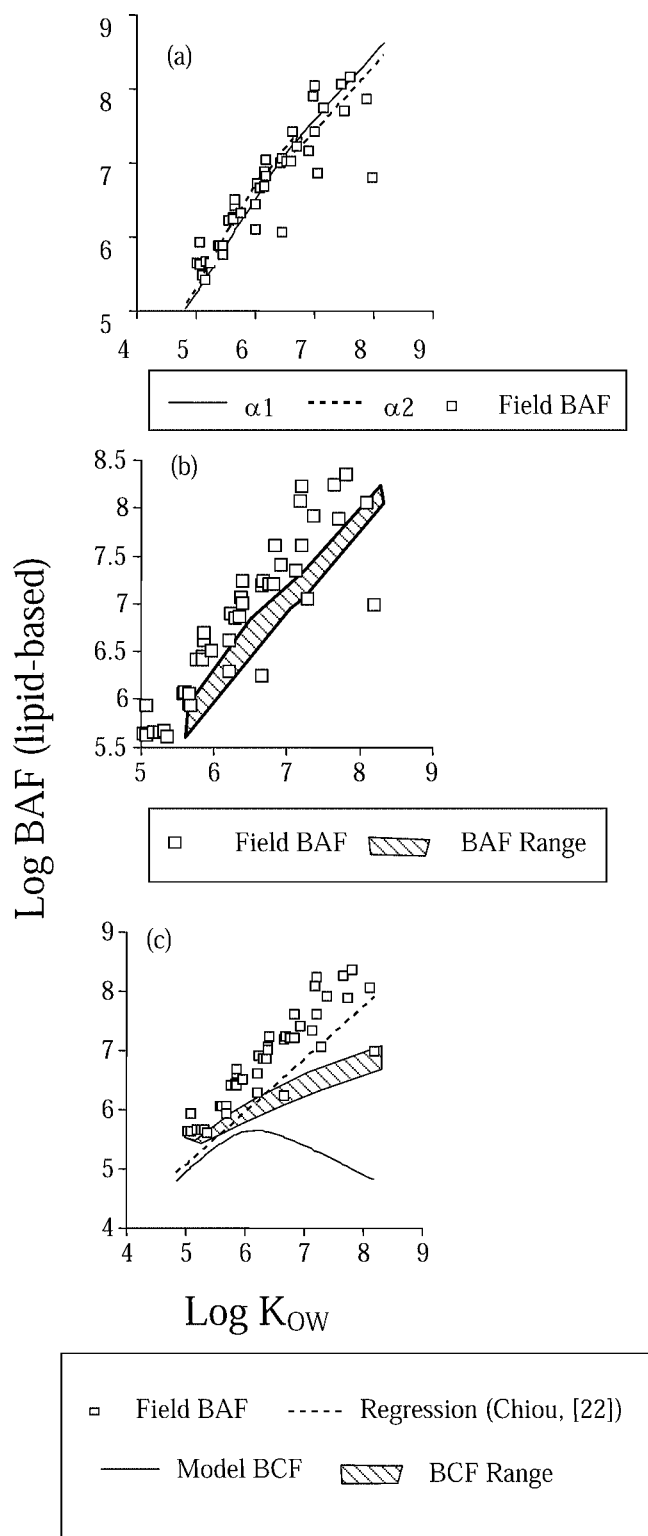 9
(a)
8
7
6
5
4 5 6 7 8 9
α1 α2 Field BAF
Log BAF (lipid-based)
8.5
(b)
8
7.5
7
6.5
6
5.5
5 6 7 8 9
Field BAF BAF Range
9
(c)
8
7
6
5
4
4 5 6 7 8 9
Log KOW
Field BAF Regression (Chiou, [22])
Model BCF BCF Range